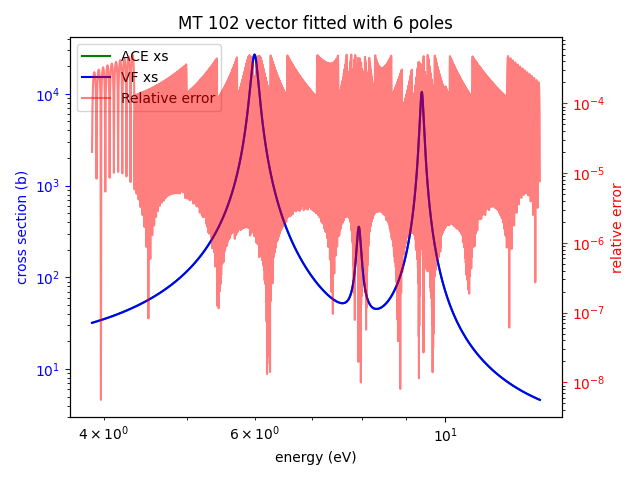 MT 102 vector fitted with 6 poles
ACE xs
VF xs
Relative error
cross section (b)
10⁴
10³
10²
10¹
10⁻⁴
10⁻⁵
10⁻⁶
10⁻⁷
10⁻⁸
relative error
4 × 10⁰
6 × 10⁰
10¹
energy (eV)